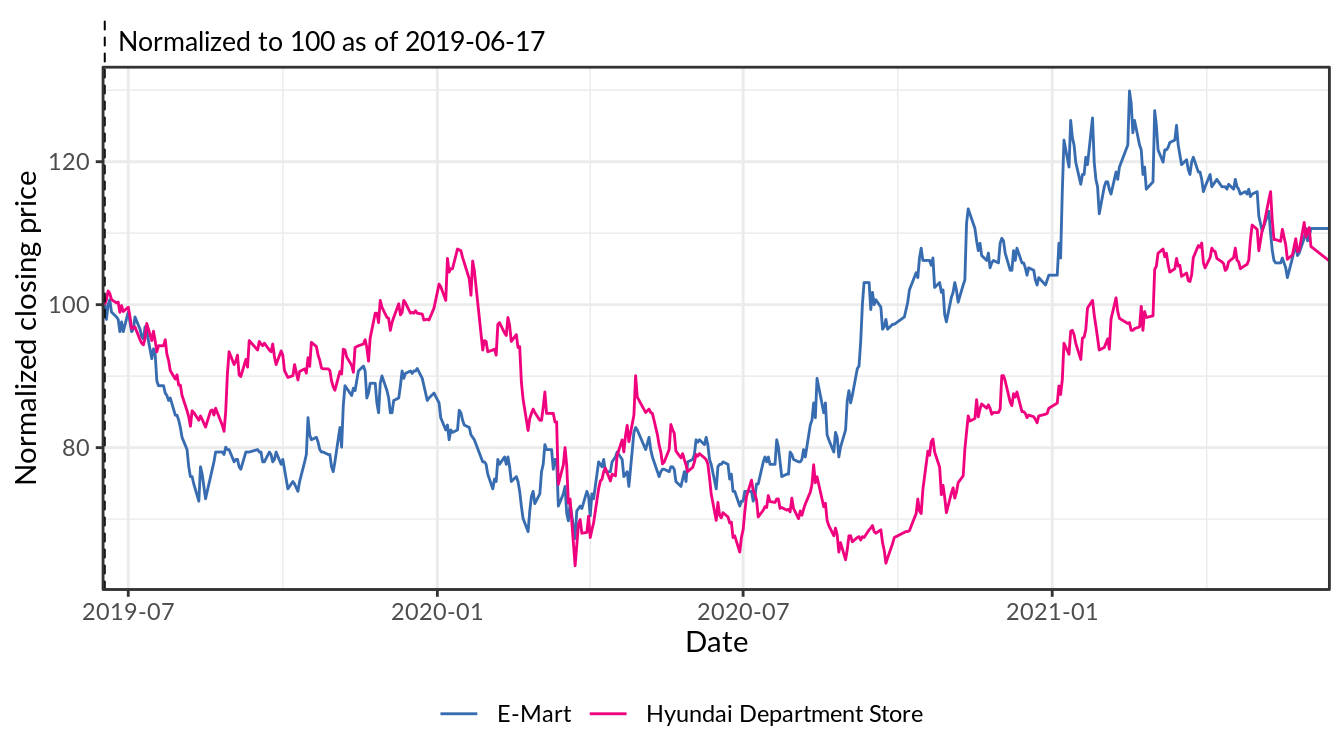 Normalized to 100 as of 2019-06-17
Normalized closing price
120
100
80
2019-07
2020-01
2020-07
2021-01
Date
E-Mart
Hyundai Department Store